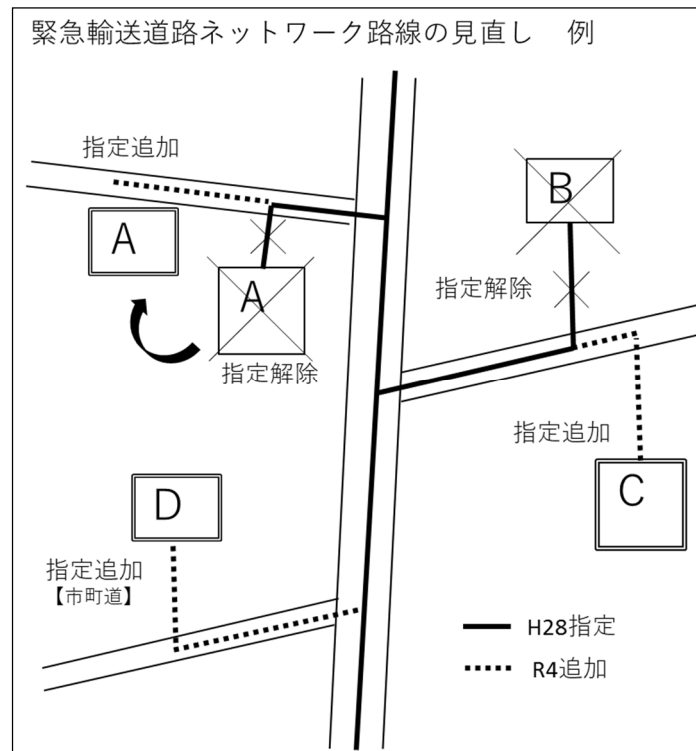 緊急輸送道路ネットワーク路線の見直し　例
指定追加
A
A
指定解除
B
指定解除
指定追加
C
D
指定追加
【市町道】
H28指定
R4追加